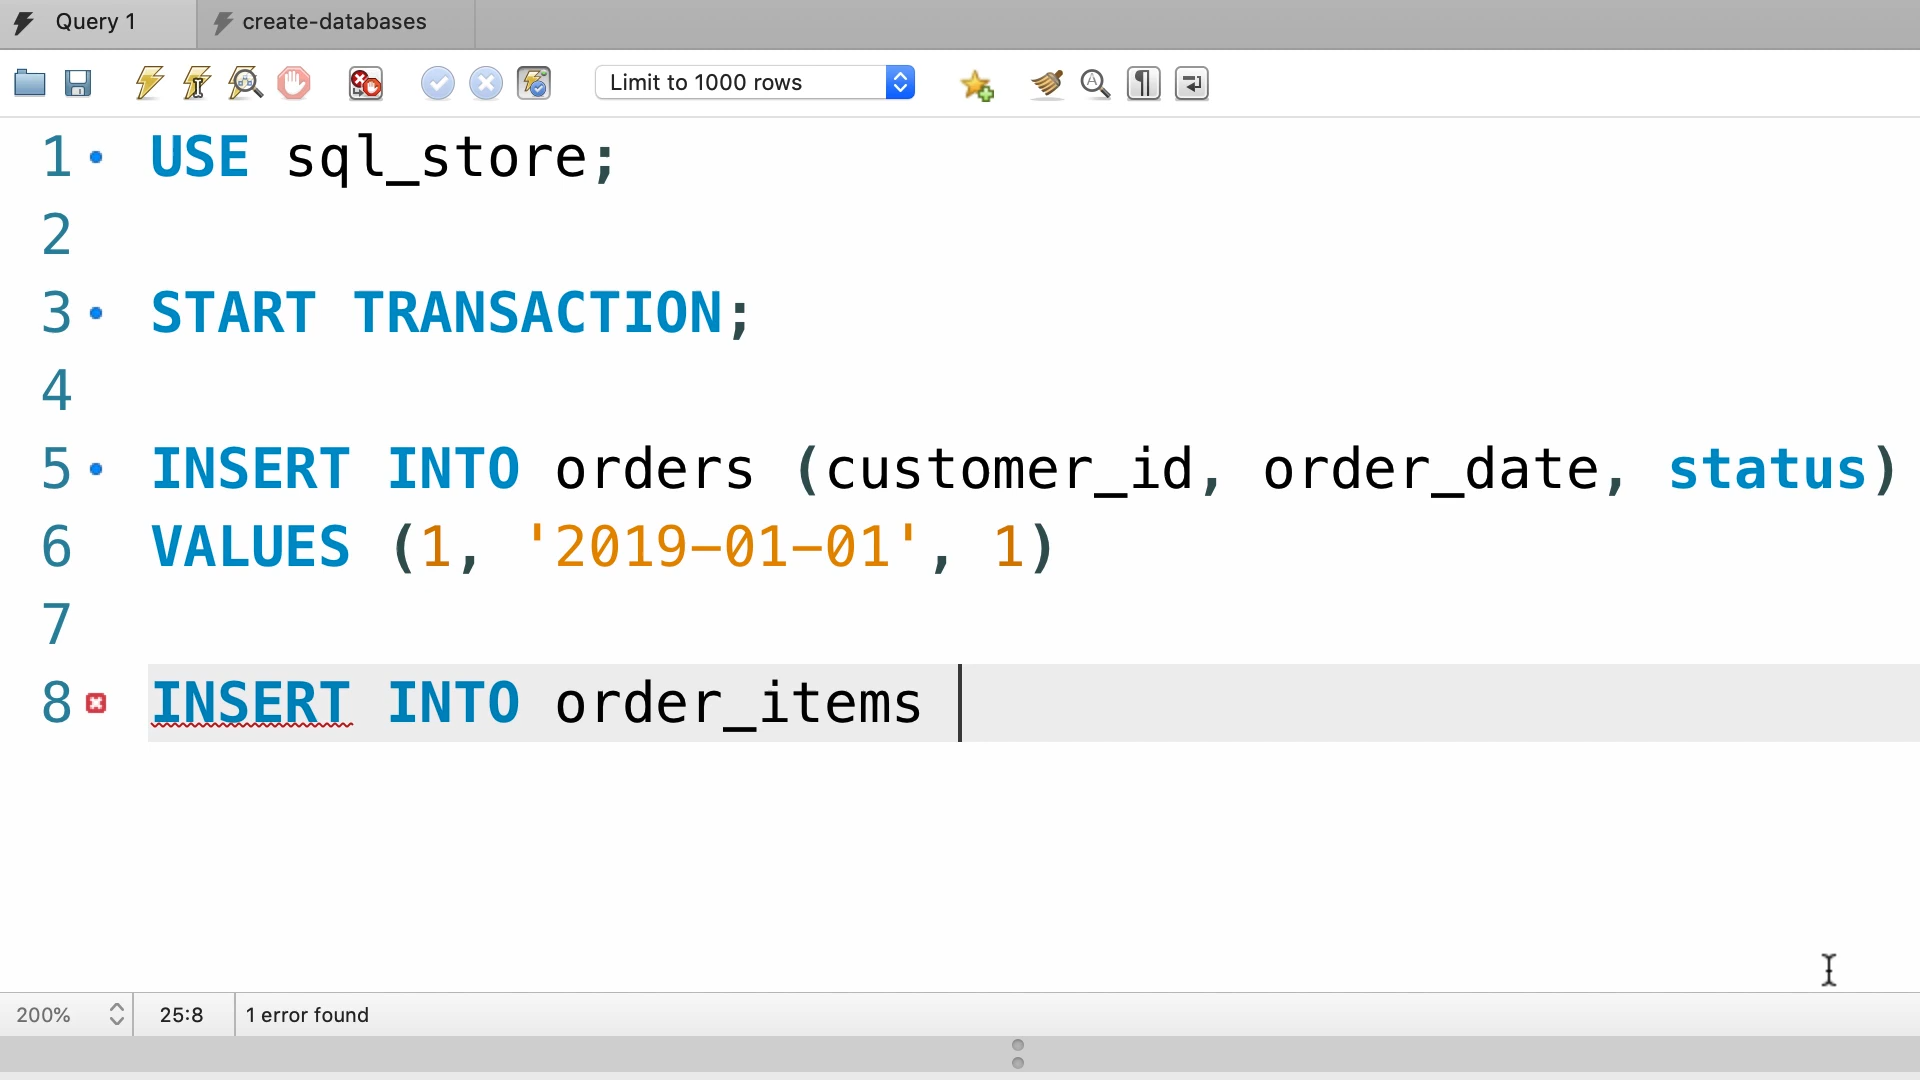 Query 1
create-databases
Limit to 1000 rows
1 USE sql_store;
2
3 START TRANSACTION;
4
5 INSERT INTO orders (customer_id, order_date, status)
6 VALUES (1, '2019-01-01', 1)
7
8 INSERT INTO order_items
200%
25:8
1 error found